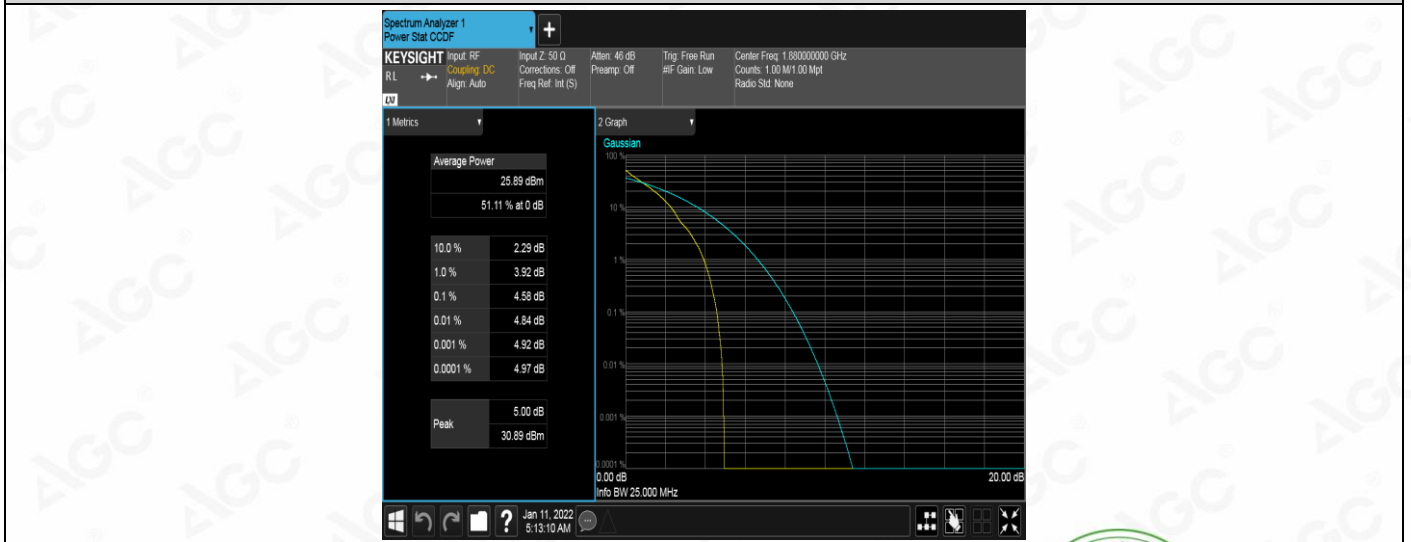 Spectrum Analyzer 1
Power Stat CCDF
+
KEYSIGHT
RL
LXI
Input: RF
Coupling: DC
Align: Auto
Input Z: 50 Ω
Corrections: Off
Freq Ref: Int (S)
Atten: 46 dB
Preamp: Off
Trig: Free Run
#IF Gain: Low
Center Freq: 1.880000000 GHz
Counts: 1.00 M/1.00 Mpt
Radio Std: None
1 Metrics
Average Power
25.89 dBm
51.11 % at 0 dB
10.0 % 2.29 dB
1.0 % 3.92 dB
0.1 % 4.58 dB
0.01 % 4.84 dB
0.001 % 4.92 dB
0.0001 % 4.97 dB
Peak
5.00 dB
30.89 dBm
2 Graph
Gaussian
100 %
10 %
1 %
0.1 %
0.01 %
0.001 %
0.0001 %
0.00 dB 20.00 dB
Info BW 25.000 MHz
?
Jan 11, 2022
5:13:10 AM
AGC